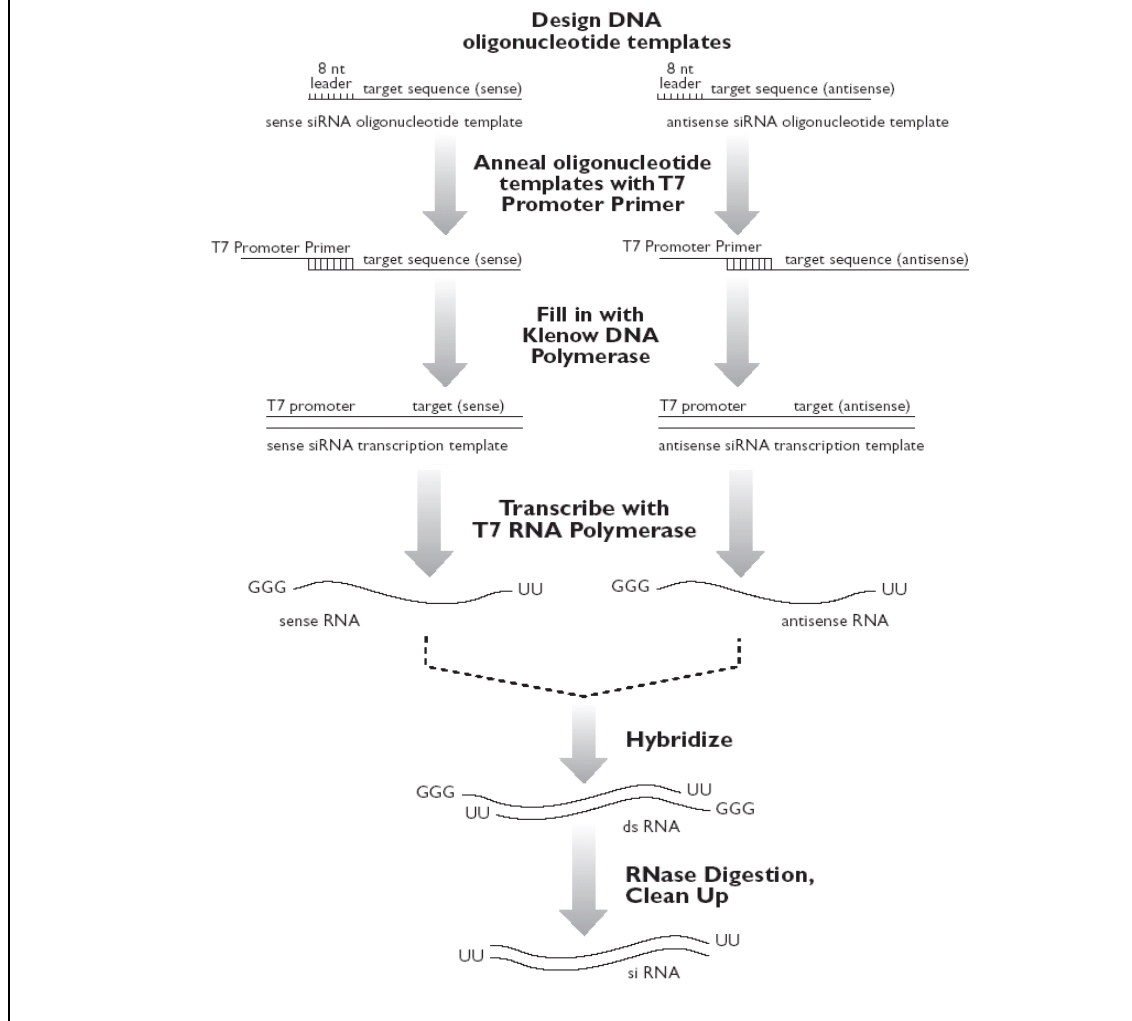 Design DNA
oligonucleotide templates
8 nt
leader
target sequence (sense)
sense siRNA oligonucleotide template
8 nt
leader
target sequence (antisense)
antisense siRNA oligonucleotide template
Anneal oligonucleotide
templates with T7
Promoter Primer
T7 Promoter Primer
target sequence (sense)
T7 Promoter Primer
target sequence (antisense)
Fill in with
Klenow DNA
Polymerase
T7 promoter target (sense)
sense siRNA transcription template
T7 promoter target (antisense)
antisense siRNA transcription template
Transcribe with
T7 RNA Polymerase
GGG UU
sense RNA
GGG UU
antisense RNA
Hybridize
GGG UU
UU GGG
ds RNA
RNase Digestion,
Clean Up
UU
UU
si RNA